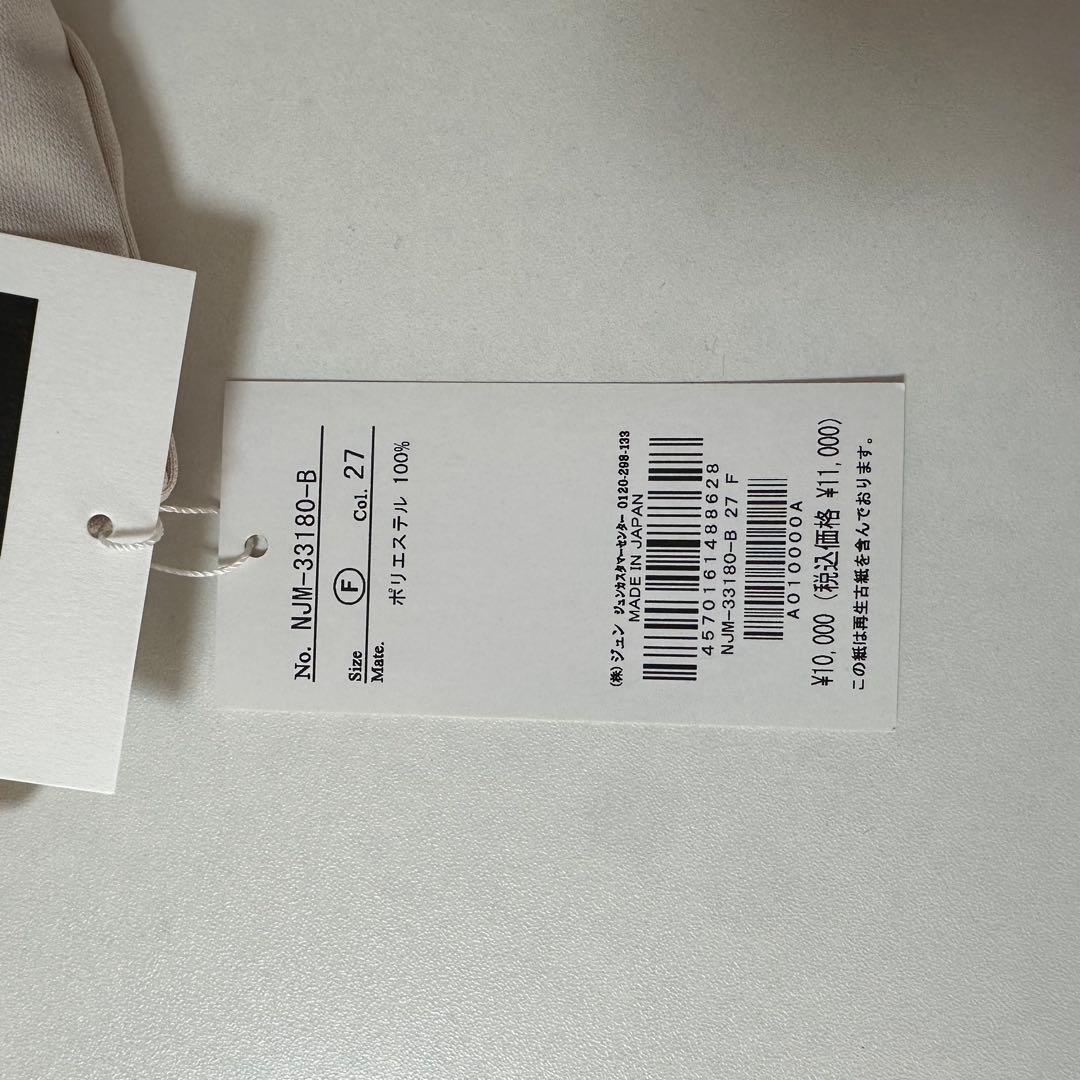 No. NJM-33180-B
Size Ⓕ Col. 27
Mate.
ポリエステル 100%
(株)ジュン ジュンカスタマーセンター 0120-298-133
MADE IN JAPAN
4570161488628
NJM-33180-B 27 F
A010000A
¥10,000 (税込価格 ¥11,000)
この紙は再生古紙を含んでおります。